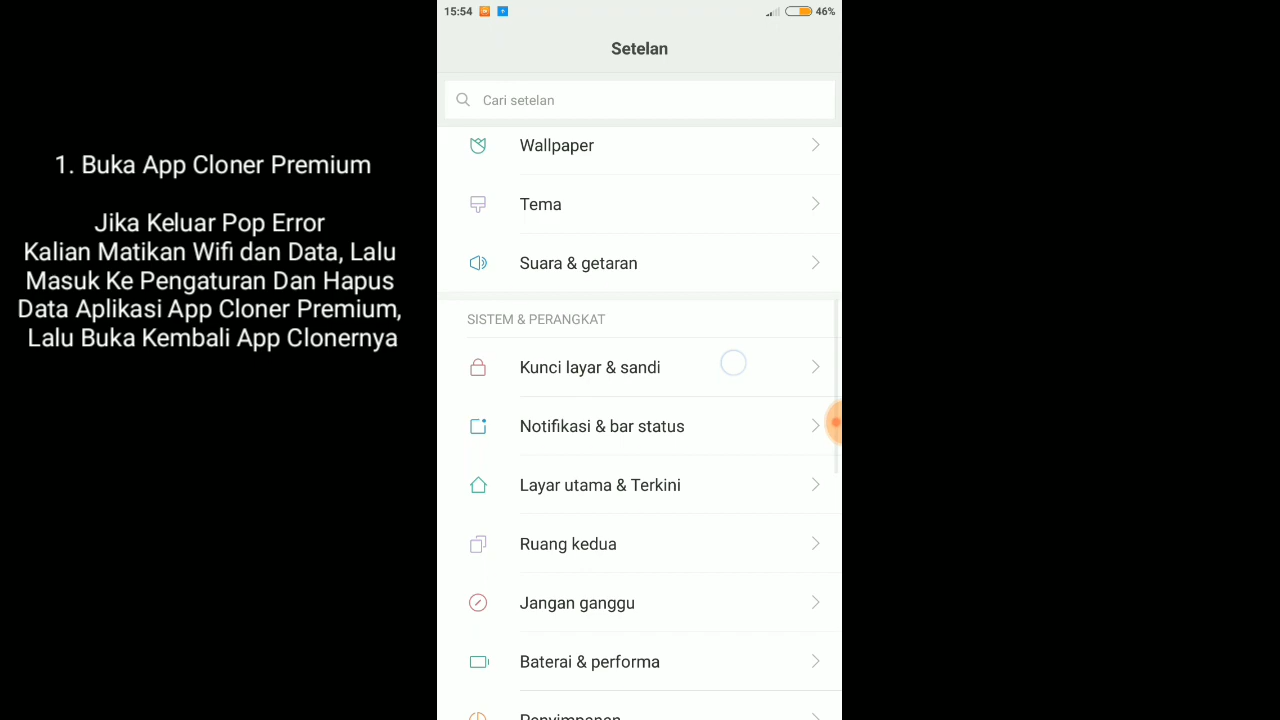 1. Buka App Cloner Premium
Jika Keluar Pop Error
Kalian Matikan Wifi dan Data, Lalu
Masuk Ke Pengaturan Dan Hapus
Data Aplikasi App Cloner Premium,
Lalu Buka Kembali App Clonernya
15:54
46%
Setelan
Cari setelan
Wallpaper
Tema
Suara & getaran
SISTEM & PERANGKAT
Kunci layar & sandi
Notifikasi & bar status
Layar utama & Terkini
Ruang kedua
Jangan ganggu
Baterai & performa
Penyimpanan